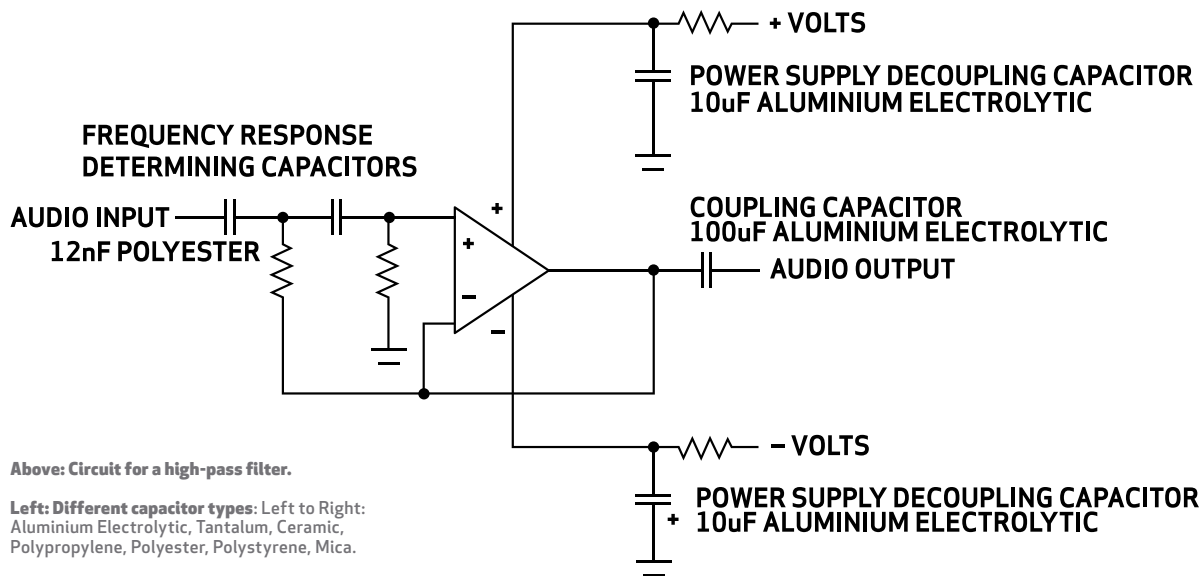 + VOLTS
POWER SUPPLY DECOUPLING CAPACITOR
10uF ALUMINIUM ELECTROLYTIC
FREQUENCY RESPONSE
DETERMINING CAPACITORS
AUDIO INPUT
12nF POLYESTER
+
+
−
−
COUPLING CAPACITOR
100uF ALUMINIUM ELECTROLYTIC
AUDIO OUTPUT
− VOLTS
POWER SUPPLY DECOUPLING CAPACITOR
+ 10uF ALUMINIUM ELECTROLYTIC
Above: Circuit for a high-pass filter.
Left: Different capacitor types: Left to Right:
Aluminium Electrolytic, Tantalum, Ceramic,
Polypropylene, Polyester, Polystyrene, Mica.